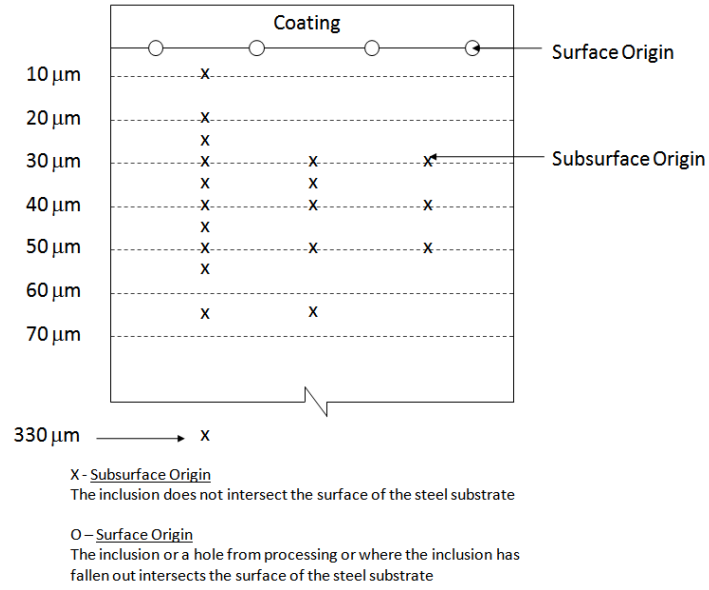 Coating
Surface Origin
10 μm
20 μm
30 μm
Subsurface Origin
40 μm
50 μm
60 μm
70 μm
330 μm
X - Subsurface Origin
The inclusion does not intersect the surface of the steel substrate
O – Surface Origin
The inclusion or a hole from processing or where the inclusion has
fallen out intersects the surface of the steel substrate